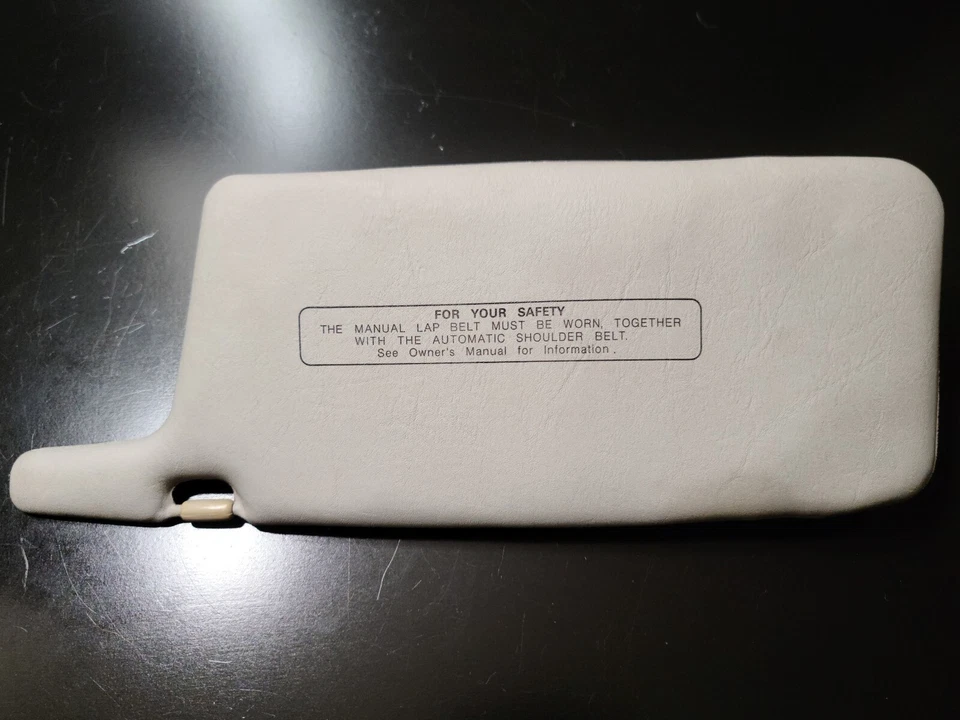 FOR YOUR SAFETY
THE MANUAL LAP BELT MUST BE WORN, TOGETHER
WITH THE AUTOMATIC SHOULDER BELT.
See Owner's Manual for Information.